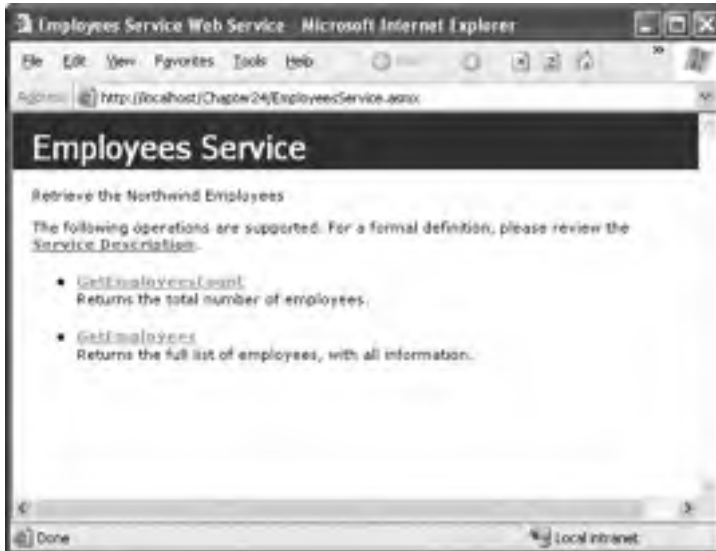 Employees Service Web Service - Microsoft Internet Explorer
File Edit View Favorites Tools Help
Address http://localhost/Chapter24/EmployeesService.asmx
Employees Service
Retrieve the Northwind Employees
The following operations are supported. For a formal definition, please review the
Service Description.
• GetEmployeesCount
Returns the total number of employees.
• GetEmployees
Returns the full list of employees, with all information.
Done
Local intranet